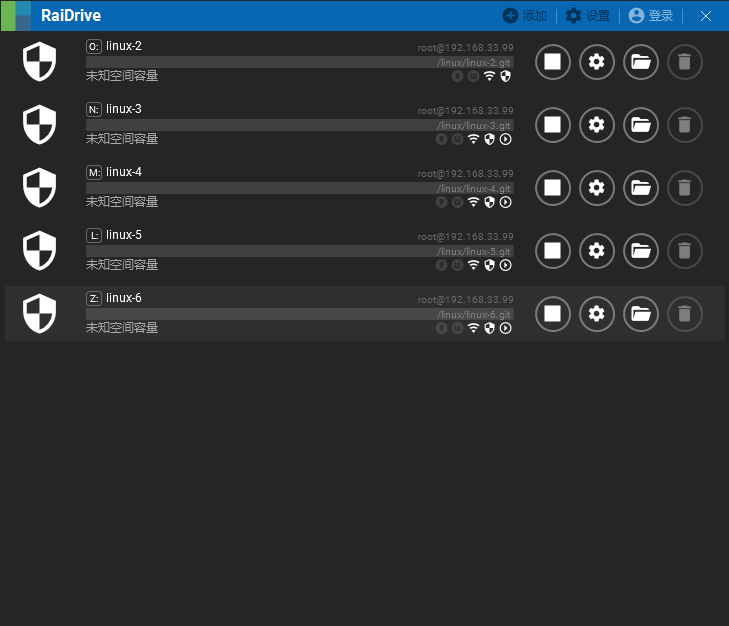 RaiDrive 添加 设置 登录
O: linux-2 root@192.168.33.99
/linux/linux-2.git
未知空间容量
N: linux-3 root@192.168.33.99
/linux/linux-3.git
未知空间容量
M: linux-4 root@192.168.33.99
/linux/linux-4.git
未知空间容量
L: linux-5 root@192.168.33.99
/linux/linux-5.git
未知空间容量
Z: linux-6 root@192.168.33.99
/linux/linux-6.git
未知空间容量